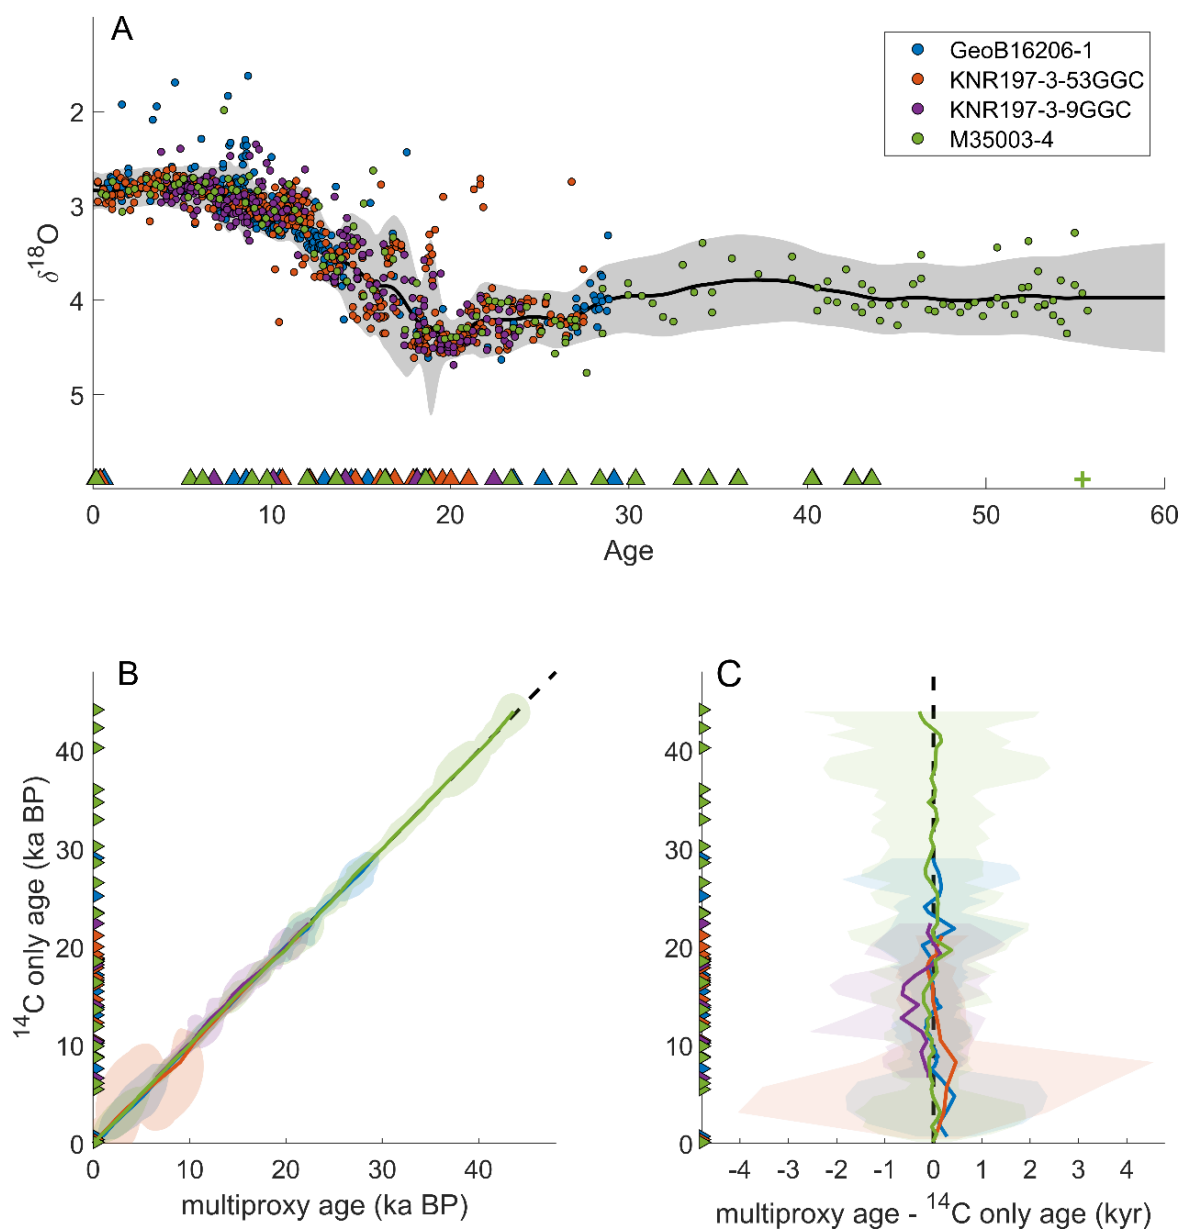 A
GeoB16206-1
KNR197-3-53GGC
KNR197-3-9GGC
M35003-4
2
3
4
5
δ18O
0 10 20 30 40 50 60
Age
B
40
30
20
10
0
14C only age (ka BP)
0 10 20 30 40
multiproxy age (ka BP)
C
40
30
20
10
0
-4 -3 -2 -1 0 1 2 3 4
multiproxy age - 14C only age (kyr)